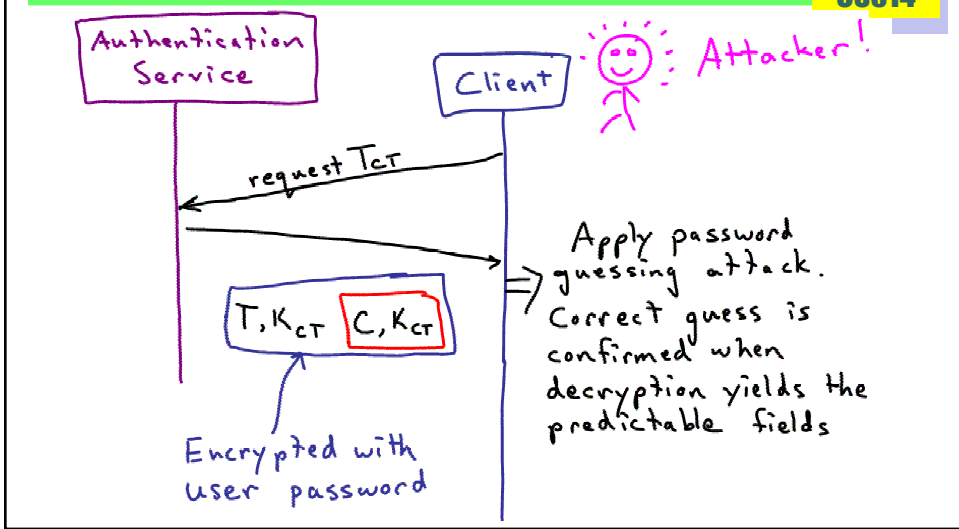 Authentication
Service
Client
Attacker!
request TCT
T, KCT C, KCT
Apply password
guessing attack.
Correct guess is
confirmed when
decryption yields the
predictable fields
Encrypted with
user password